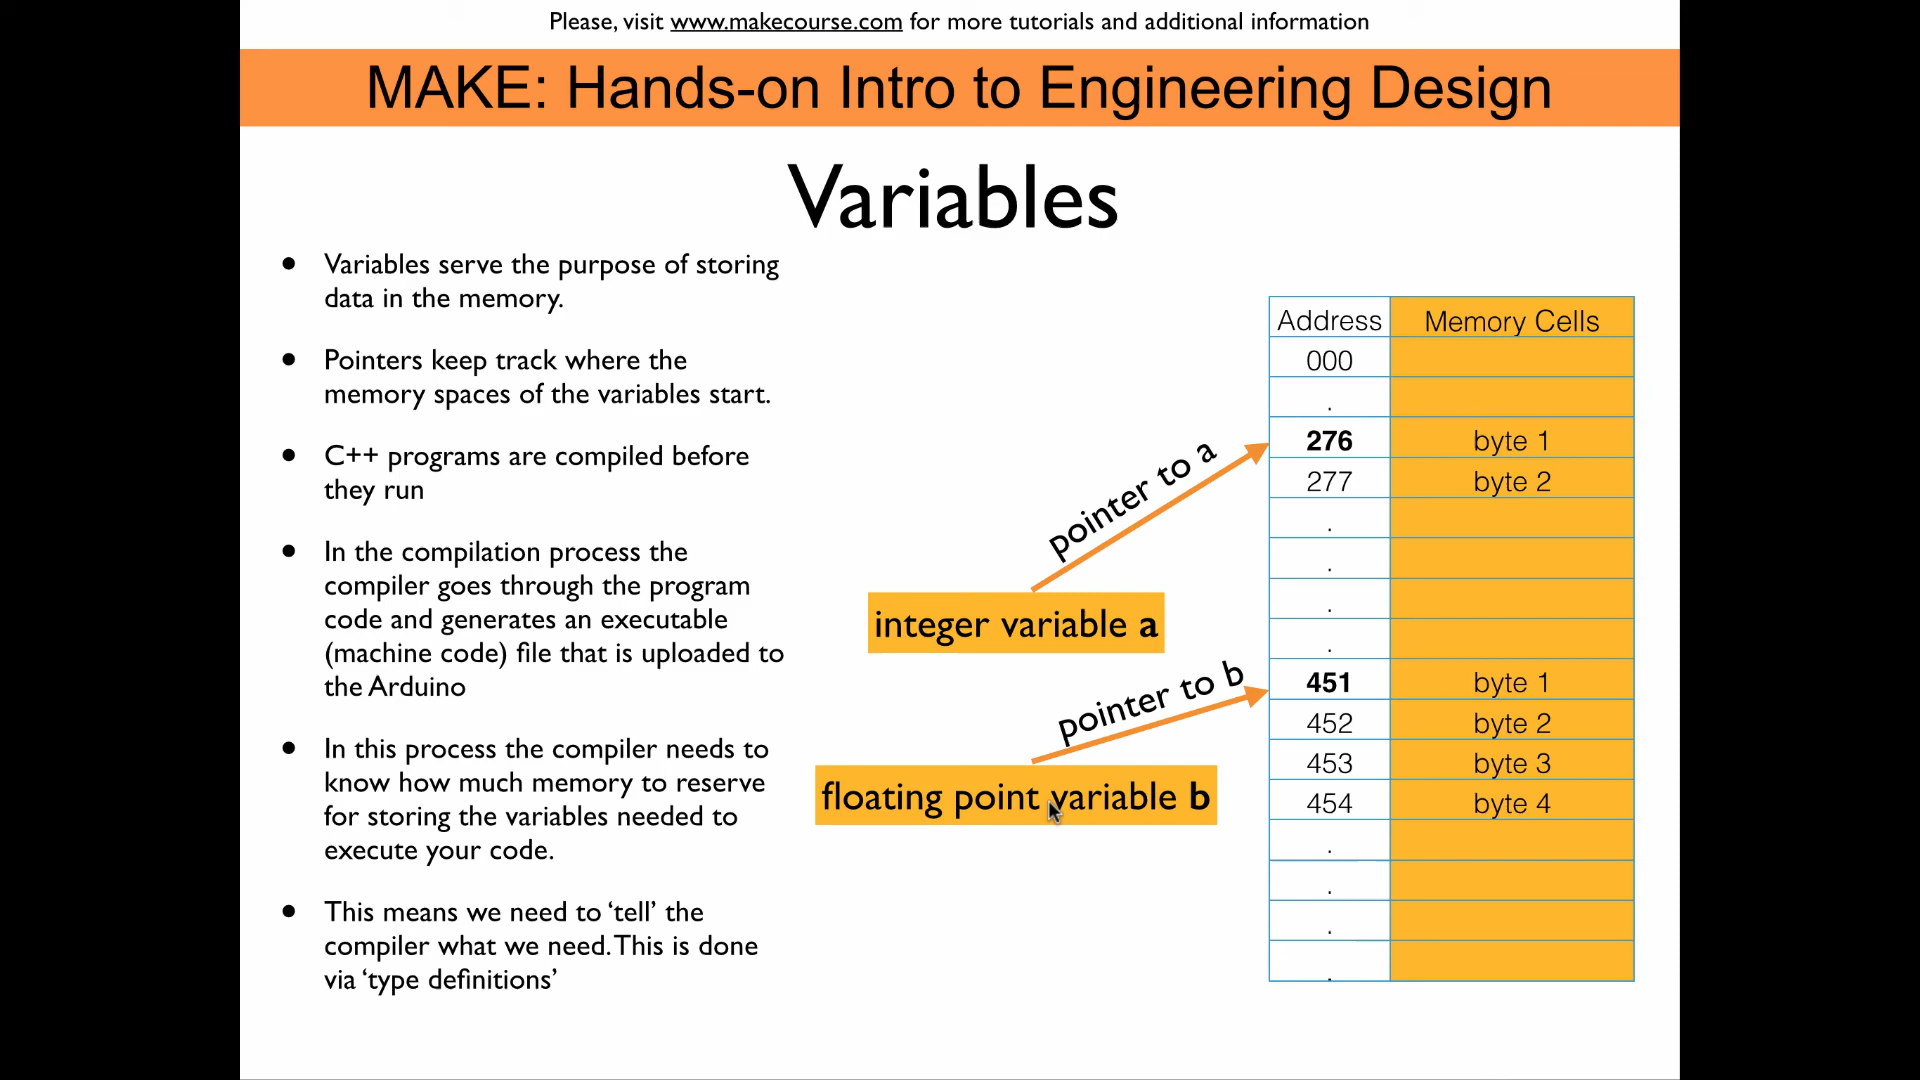 Please, visit www.makecourse.com for more tutorials and additional information
MAKE: Hands-on Intro to Engineering Design
Variables
• Variables serve the purpose of storing
data in the memory.
• Pointers keep track where the
memory spaces of the variables start.
• C++ programs are compiled before
they run
• In the compilation process the
compiler goes through the program
code and generates an executable
(machine code) file that is uploaded to
the Arduino
• In this process the compiler needs to
know how much memory to reserve
for storing the variables needed to
execute your code.
• This means we need to ‘tell’ the
compiler what we need. This is done
via ‘type definitions’
pointer to a
integer variable a
pointer to b
floating point variable b
Address Memory Cells
000
.
276 byte 1
277 byte 2
.
.
.
.
451 byte 1
452 byte 2
453 byte 3
454 byte 4
.
.
.
.